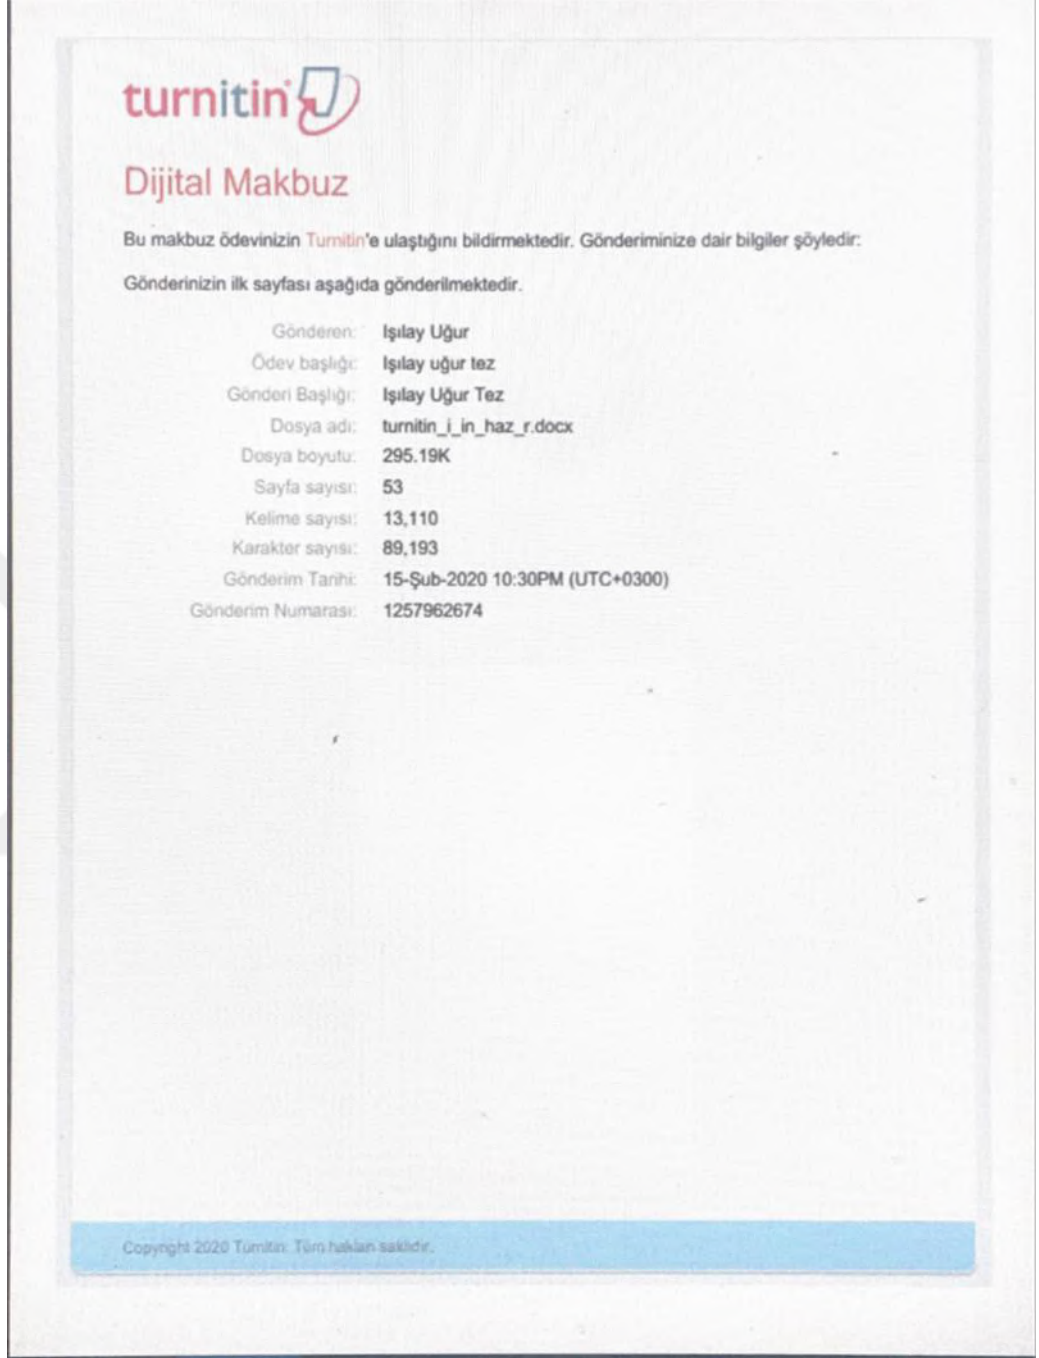 turnitin
Dijital Makbuz
Bu makbuz ödevinizin Turnitin'e ulaştığını bildirmektedir. Gönderiminize dair bilgiler şöyledir:
Gönderinizin ilk sayfası aşağıda gönderilmektedir.
Gönderen: Işılay Uğur
Ödev başlığı: Işılay uğur tez
Gönderi Başlığı: Işılay Uğur Tez
Dosya adı: turnitin_i_in_haz_r.docx
Dosya boyutu: 295.19K
Sayfa sayısı: 53
Kelime sayısı: 13,110
Karakter sayısı: 89,193
Gönderim Tarihi: 15-Şub-2020 10:30PM (UTC+0300)
Gönderim Numarası: 1257962674
Copyright 2020 Turnitin. Tüm hakları saklıdır.